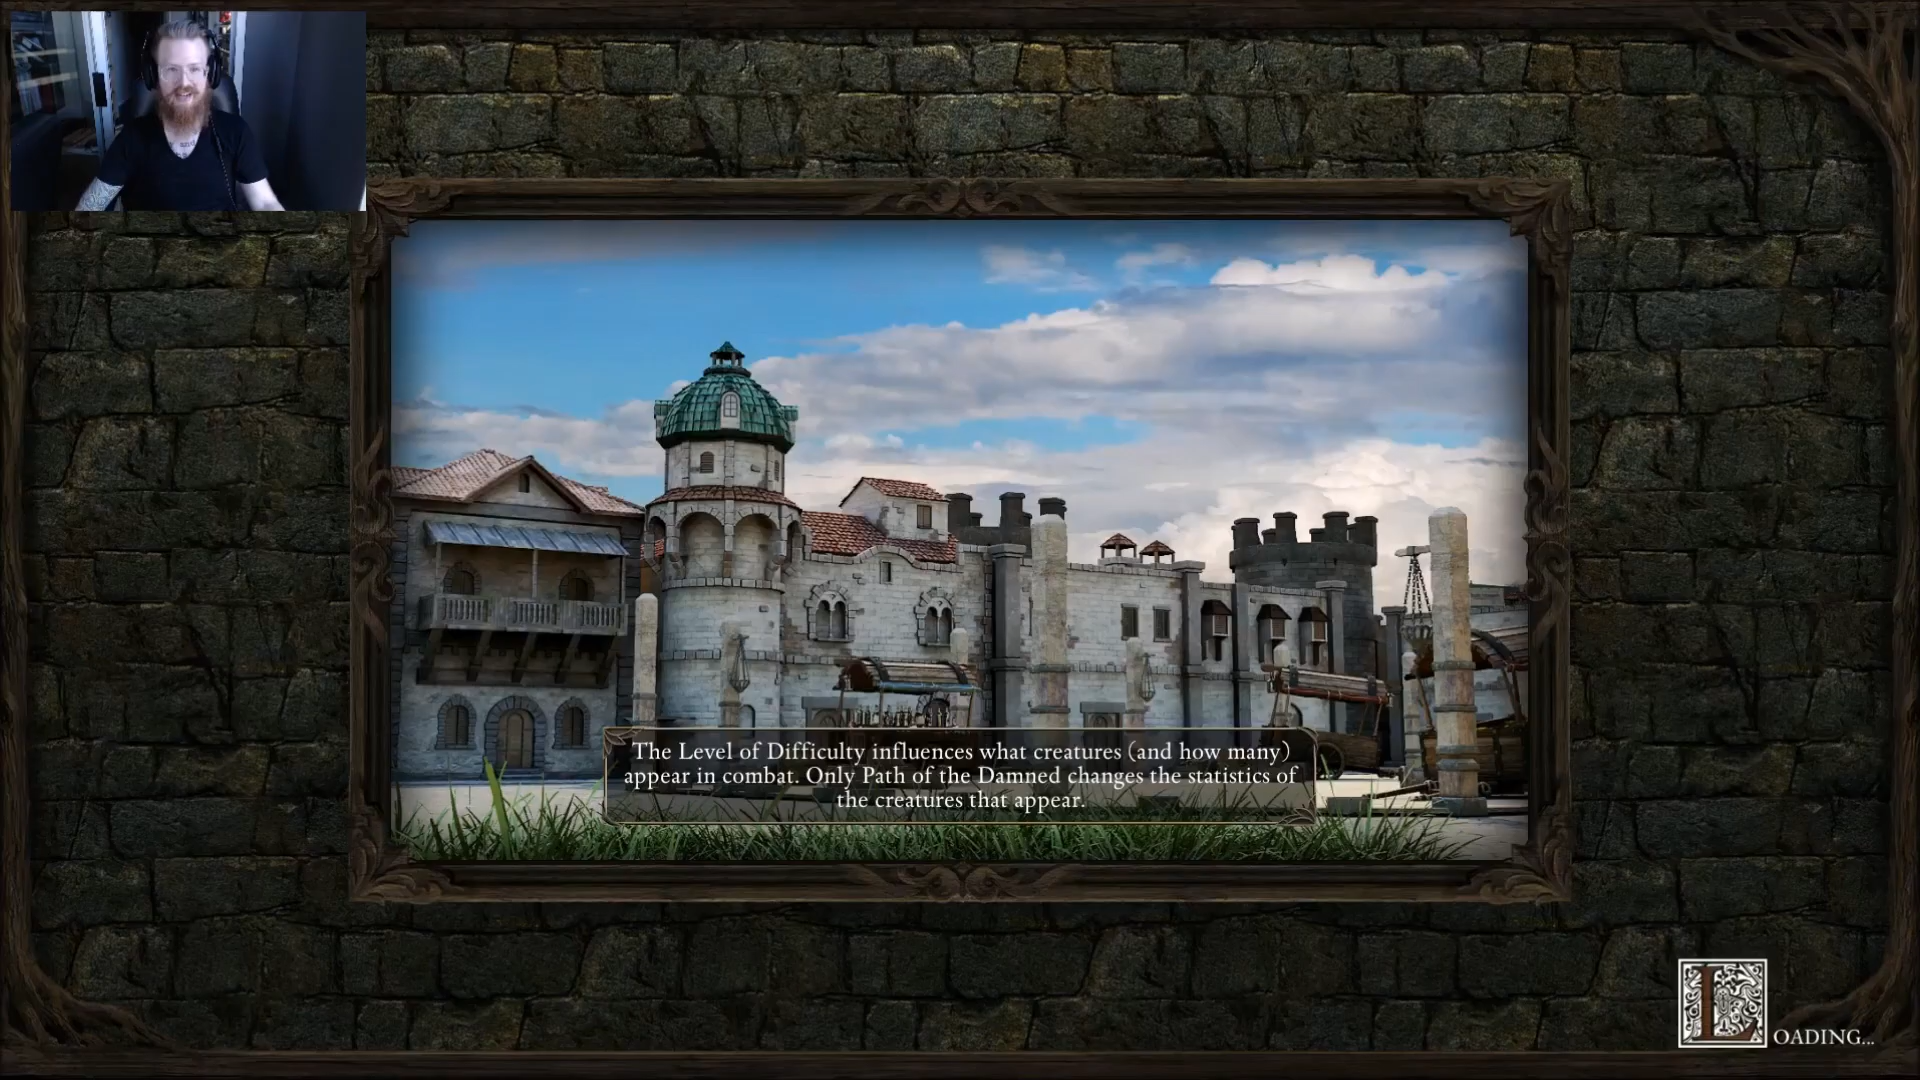 The Level of Difficulty influences what creatures (and how many)
appear in combat. Only Path of the Damned changes the statistics of
the creatures that appear.
LOADING...